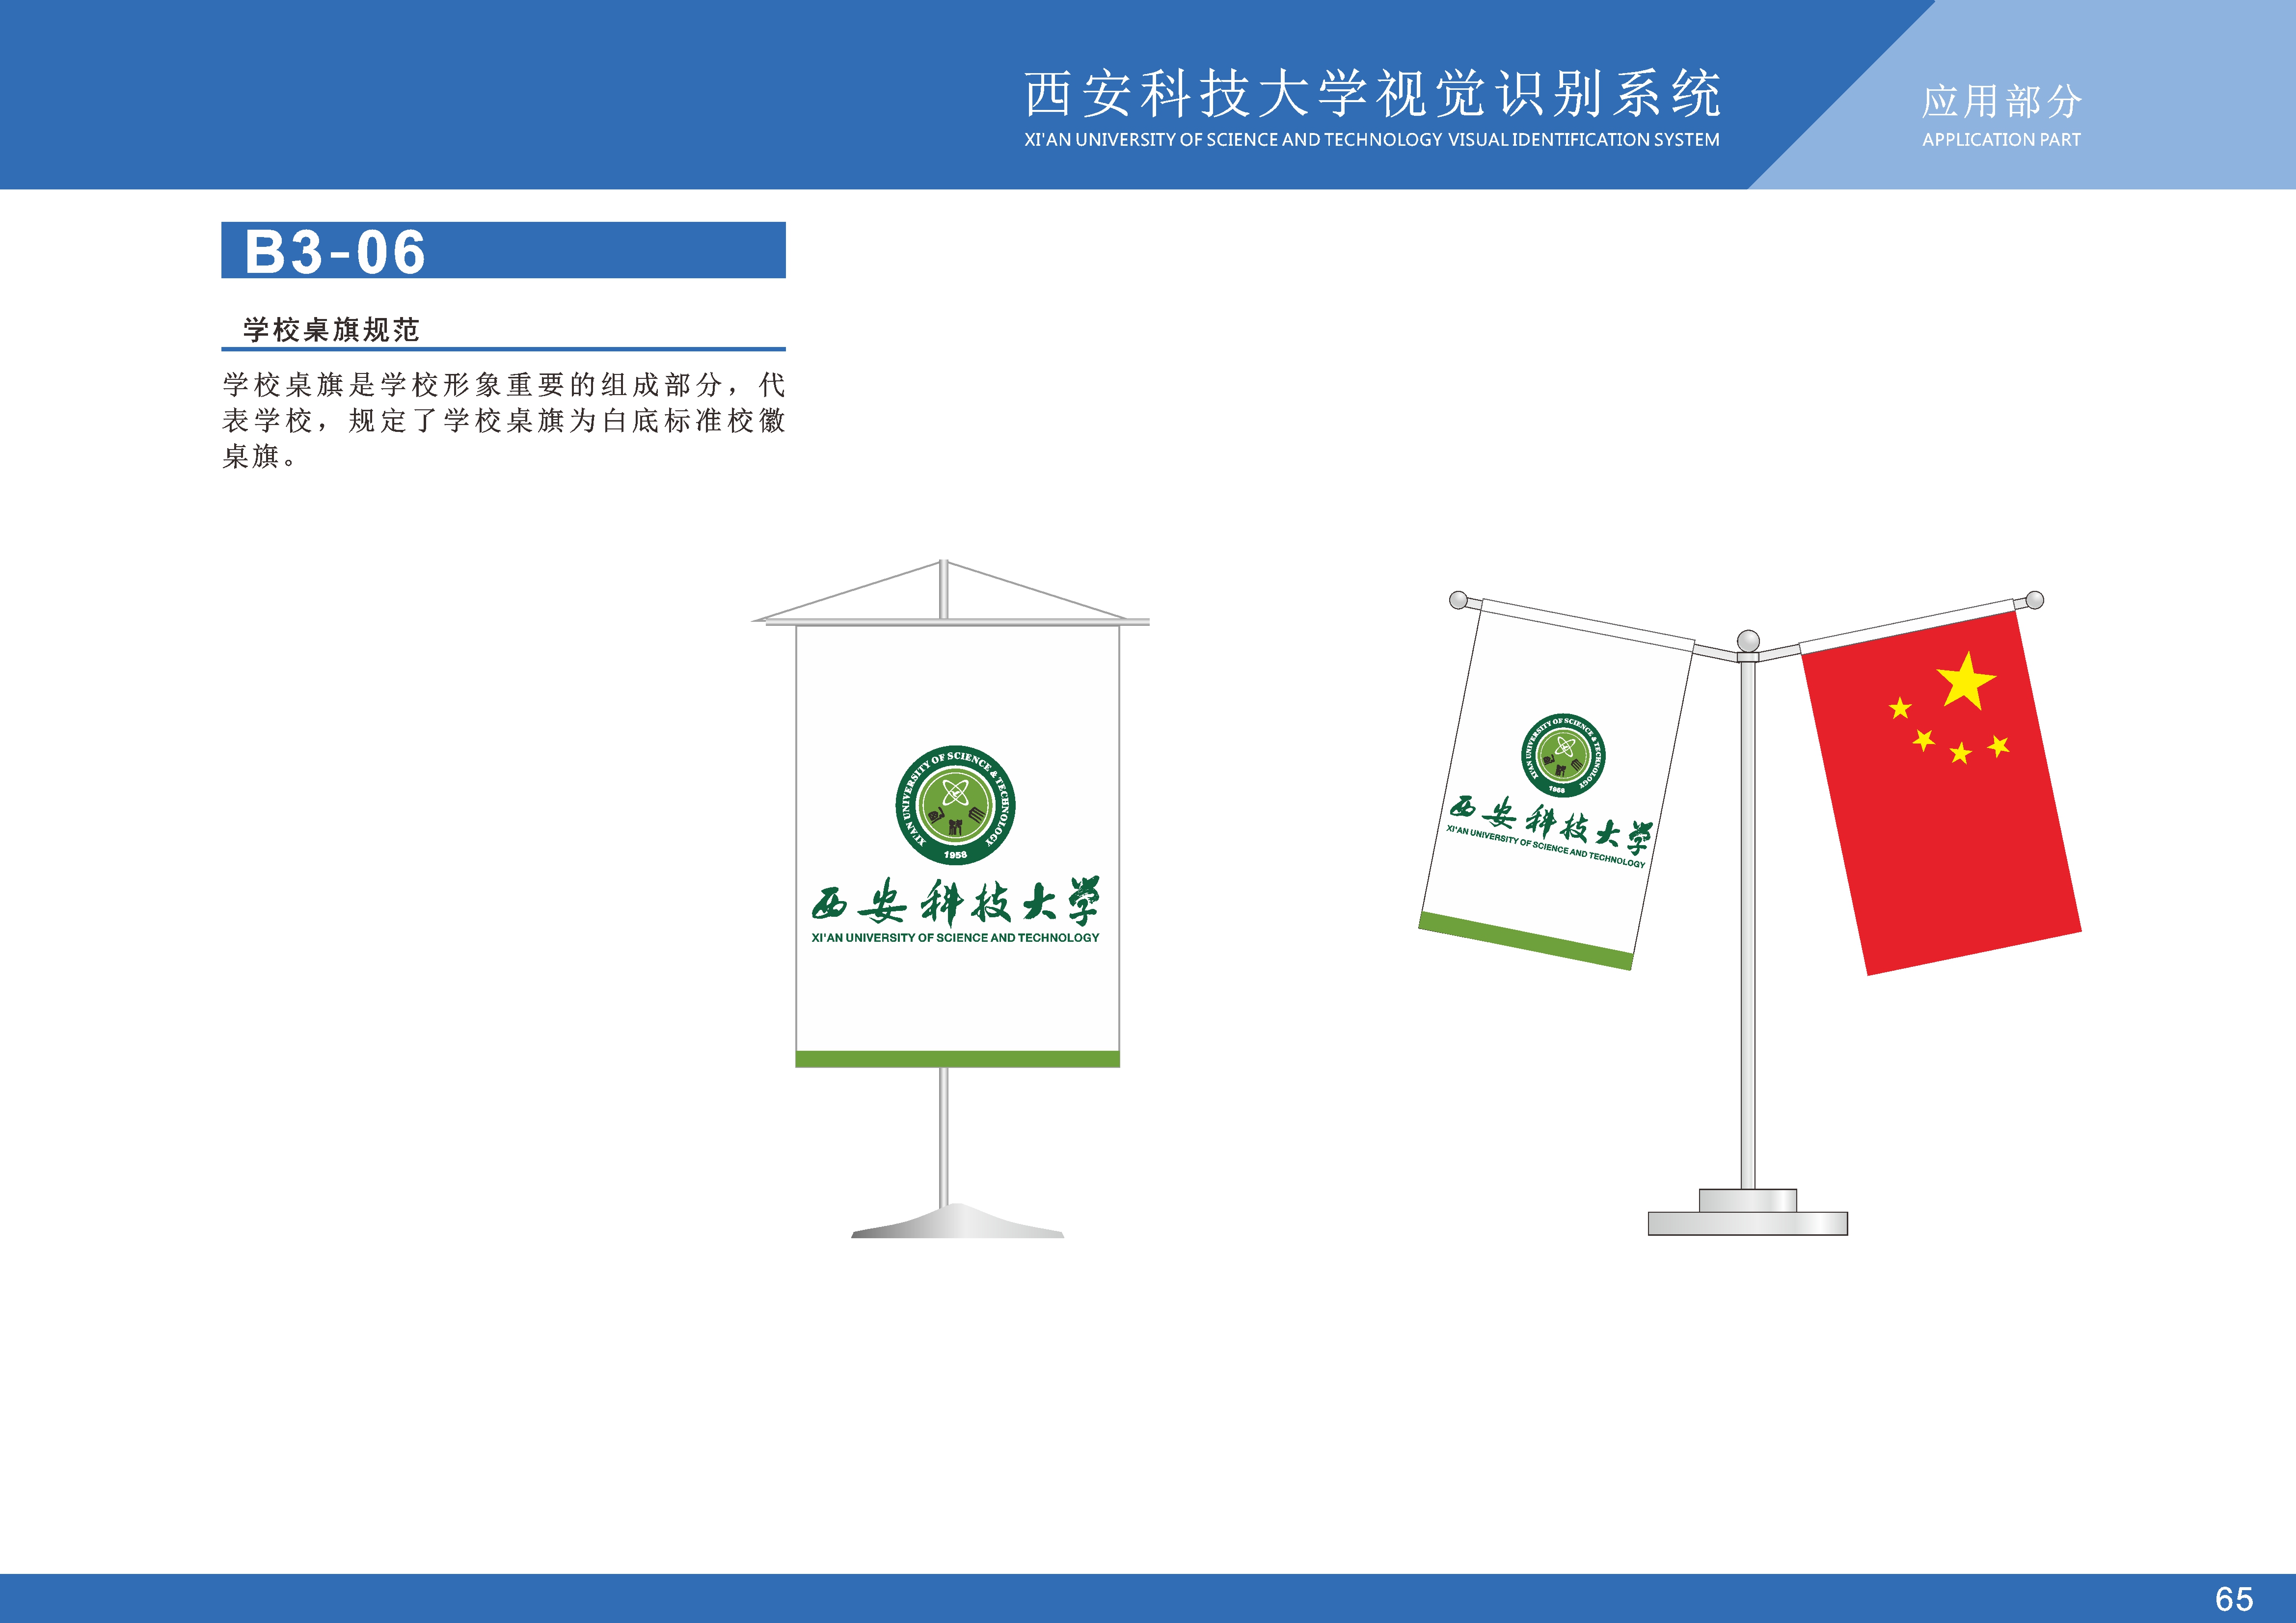 西安科技大学视觉识别系统
XI'AN UNIVERSITY OF SCIENCE AND TECHNOLOGY VISUAL IDENTIFICATION SYSTEM
应用部分
APPLICATION PART
B3-06
学校桌旗规范
学校桌旗是学校形象重要的组成部分，代
表学校，规定了学校桌旗为白底标准校徽
桌旗。
XI'AN UNIVERSITY OF SCIENCE & TECHNOLOGY
1958
西安科技大学
XI'AN UNIVERSITY OF SCIENCE AND TECHNOLOGY
XI'AN UNIVERSITY OF SCIENCE & TECHNOLOGY
1958
西安科技大学
XI'AN UNIVERSITY OF SCIENCE AND TECHNOLOGY
65